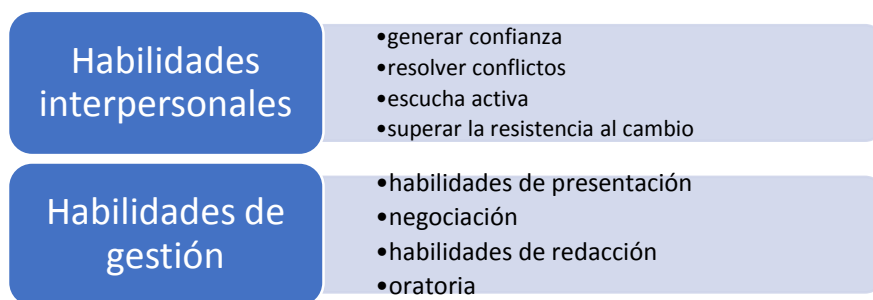 Habilidades
interpersonales
•generar confianza
•resolver conflictos
•escucha activa
•superar la resistencia al cambio
Habilidades de
gestión
•habilidades de presentación
•negociación
•habilidades de redacción
•oratoria